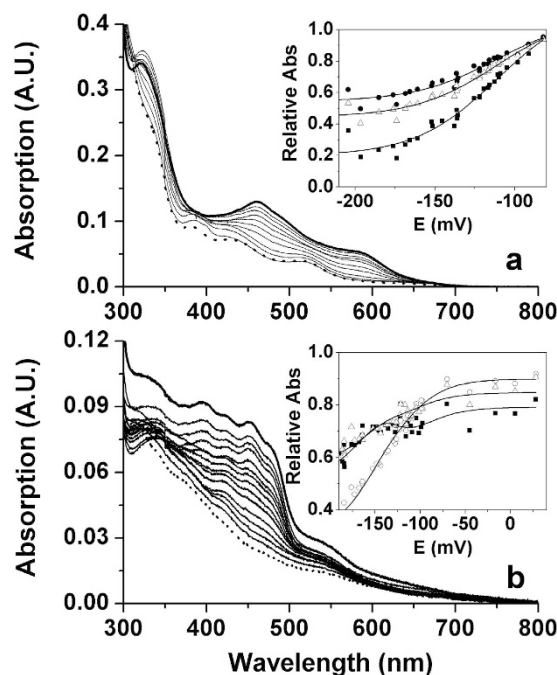 Absorption (A.U.)
0.4
0.3
0.2
0.1
0.0
300 400 500 600 700 800
Relative Abs
1.0
0.8
0.6
0.4
0.2
0.0
-200 -150 -100
E (mV)
a
Absorption (A.U.)
0.12
0.09
0.06
0.03
0.00
300 400 500 600 700 800
Relative Abs
1.0
0.8
0.6
0.4
-150 -100 -50 0
E (mV)
b
Wavelength (nm)